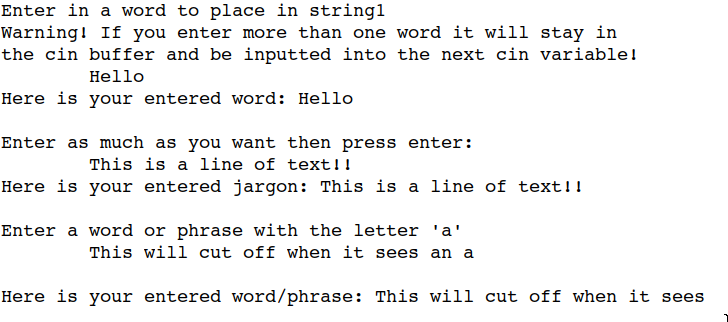 Enter in a word to place in string1
Warning! If you enter more than one word it will stay in
the cin buffer and be inputted into the next cin variable!
Hello
Here is your entered word: Hello
Enter as much as you want then press enter:
This is a line of text!!
Here is your entered jargon: This is a line of text!!
Enter a word or phrase with the letter 'a'
This will cut off when it sees an a
Here is your entered word/phrase: This will cut off when it sees